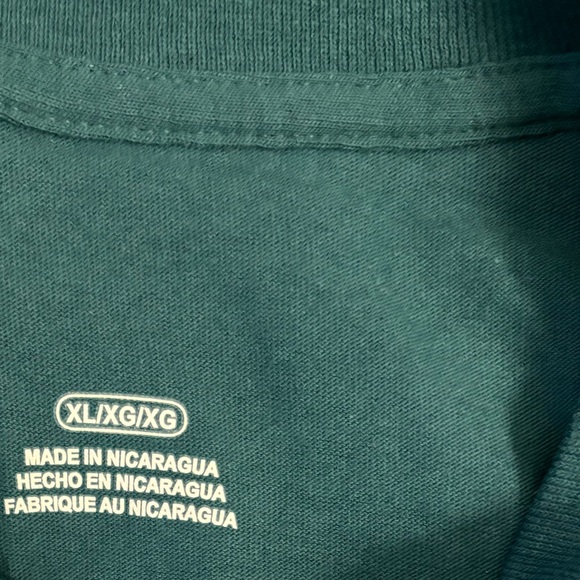 XL/XG/XG
MADE IN NICARAGUA
HECHO EN NICARAGUA
FABRIQUE AU NICARAGUA